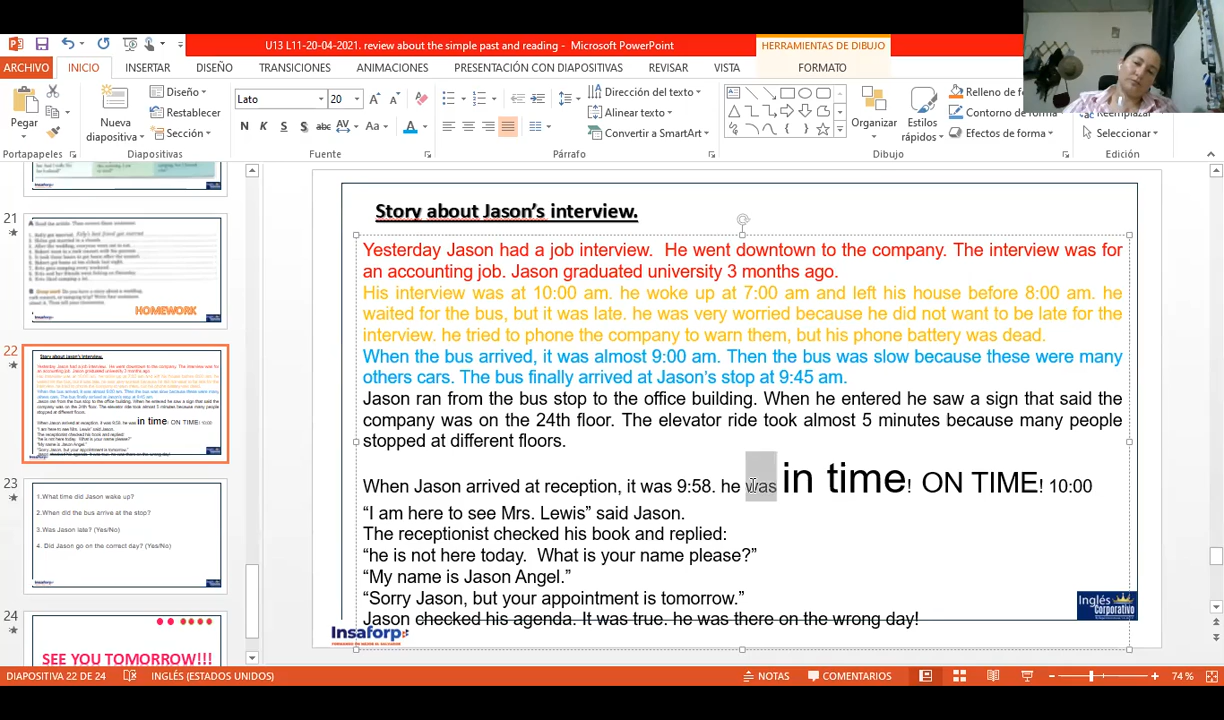 U13 L11-20-04-2021. review about the simple past and reading - Microsoft PowerPoint
HERRAMIENTAS DE DIBUJO
ARCHIVO INICIO INSERTAR DISEÑO TRANSICIONES ANIMACIONES PRESENTACIÓN CON DIAPOSITIVAS REVISAR VISTA FORMATO
Pegar
Nueva diapositiva
Diseño
Restablecer
Sección
Lato 20
N K S S abc AV Aa A
Dirección del texto
Alinear texto
Convertir a SmartArt
Organizar
Estilos rápidos
Relleno de fo
Contorno de
Efectos de forma
Reemplazar
Seleccionar
Portapapeles Diapositivas Fuente Párrafo Dibujo Edición
21
HOMEWORK
22
23
1.What time did Jason wake up?
2.When did the bus arrive at the stop?
3.Was Jason late? (Yes/No)
4. Did Jason go on the correct day? (Yes/No)
24
SEE YOU TOMORROW!!!
Story about Jason's interview.
Yesterday Jason had a job interview. He went downtown to the company. The interview was for
an accounting job. Jason graduated university 3 months ago.
His interview was at 10:00 am. he woke up at 7:00 am and left his house before 8:00 am. he
waited for the bus, but it was late. he was very worried because he did not want to be late for the
interview. he tried to phone the company to warn them, but his phone battery was dead.
When the bus arrived, it was almost 9:00 am. Then the bus was slow because these were many
others cars. The bus finally arrived at Jason's stop at 9:45 am.
Jason ran from the bus stop to the office building. When he entered he saw a sign that said the
company was on the 24th floor. The elevator ride took almost 5 minutes because many people
stopped at different floors.
When Jason arrived at reception, it was 9:58. he was in time! ON TIME! 10:00
“I am here to see Mrs. Lewis” said Jason.
The receptionist checked his book and replied:
“he is not here today. What is your name please?”
“My name is Jason Angel.”
“Sorry Jason, but your appointment is tomorrow.”
Jason checked his agenda. It was true. he was there on the wrong day!
Insaforp
Inglés
Corporativo
DIAPOSITIVA 22 DE 24 INGLÉS (ESTADOS UNIDOS) NOTAS COMENTARIOS 74 %